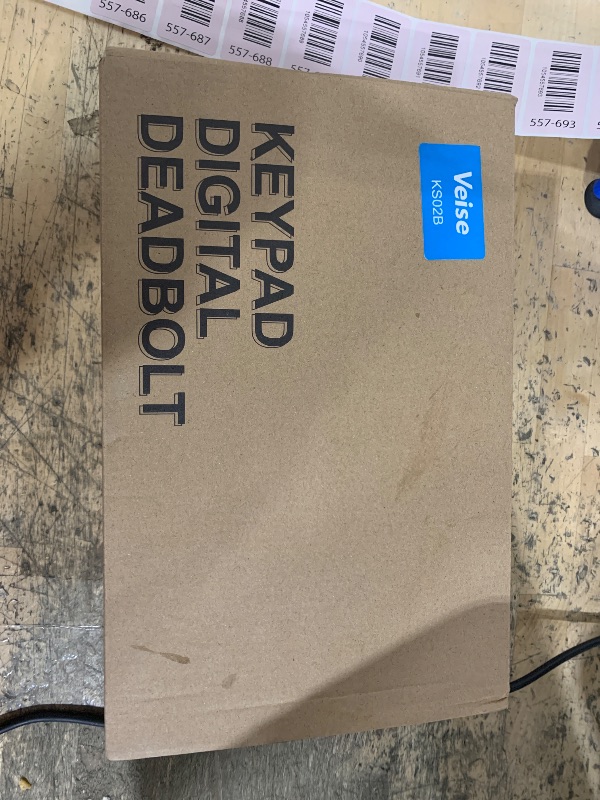 557-686
557-687
557-688
557-693
Veise
KS02B
KEYPAD
DIGITAL
DEADBOLT